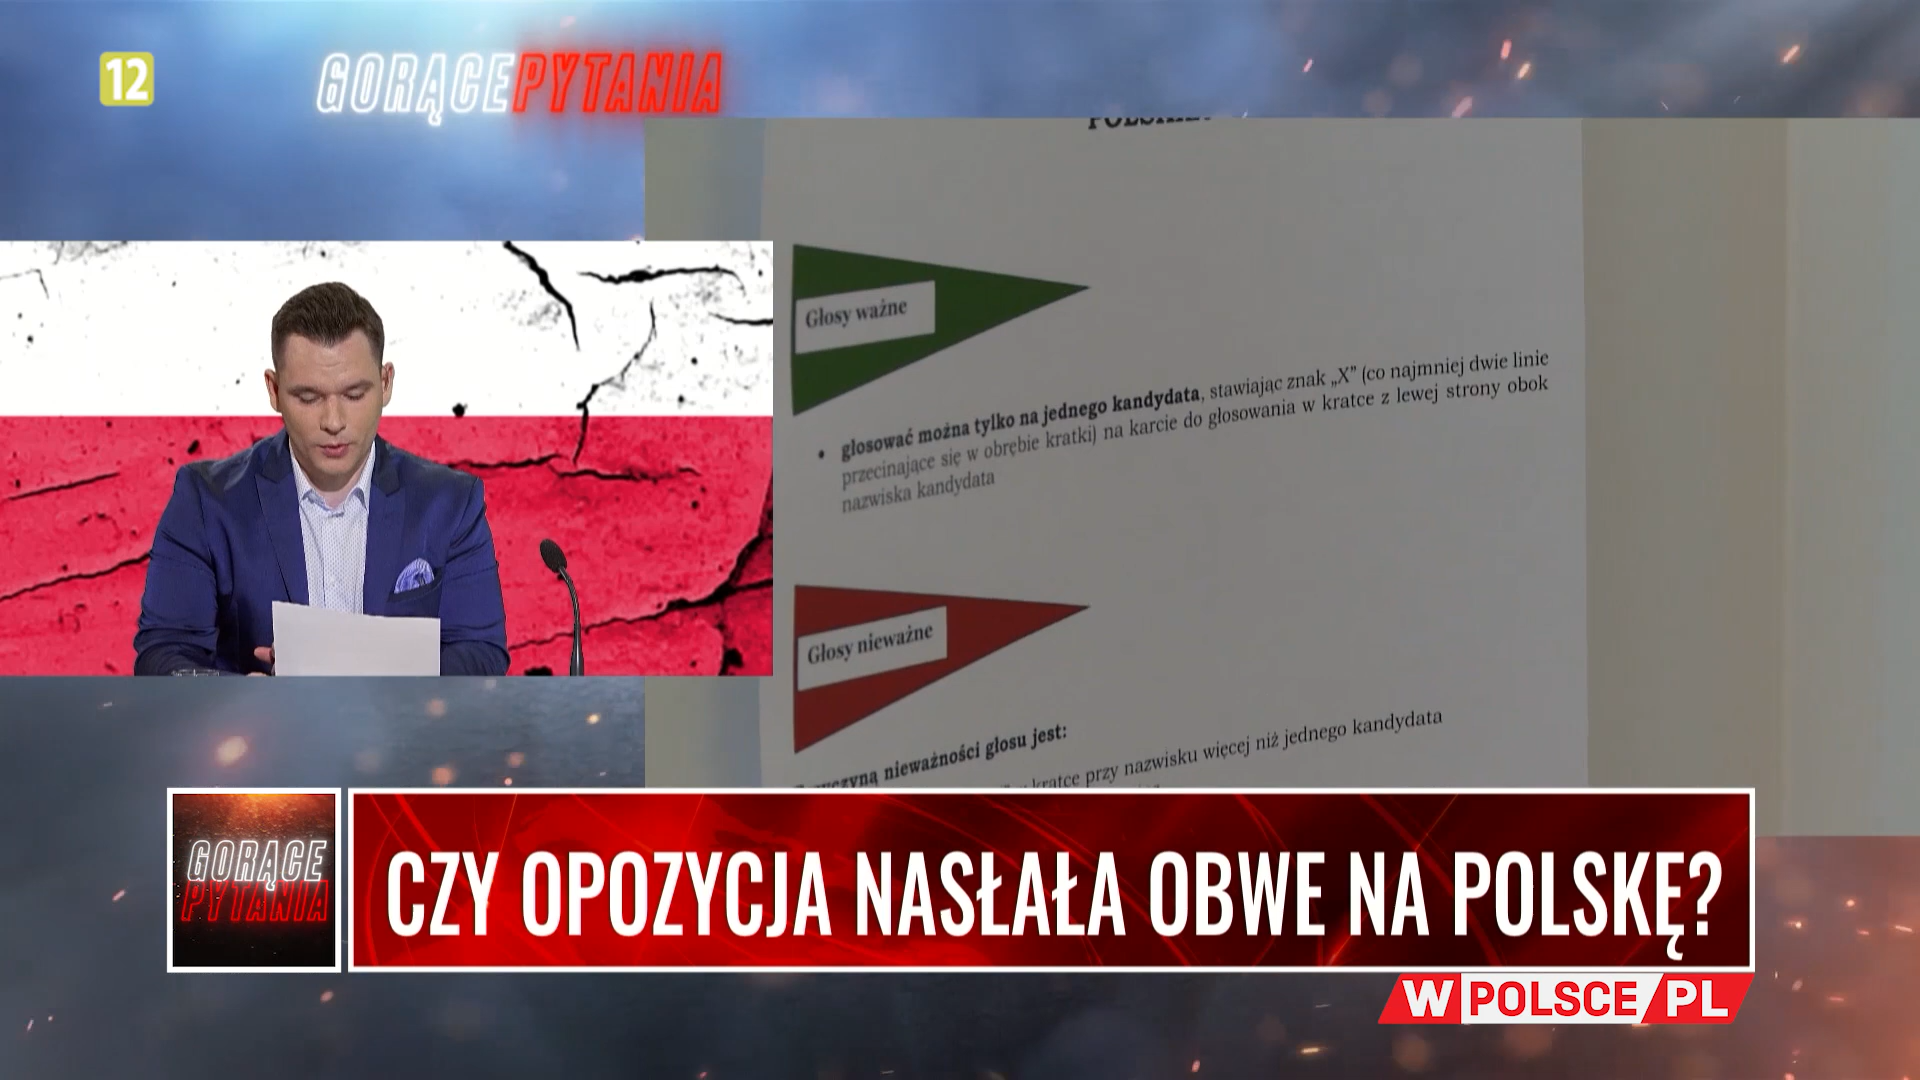 12
GORĄCE PYTANIA
Głosy ważne
• głosować można tylko na jednego kandydata, stawiając znak „X” (co najmniej dwie linie
przecinające się w obrębie kratki) na karcie do głosowania w kratce z lewej strony obok
nazwiska kandydata
Głosy nieważne
nieważności głosu jest:
kratce przy nazwisku więcej niż jednego kandydata
GORĄCE
PYTANIA
CZY OPOZYCJA NASŁAŁA OBWE NA POLSKĘ?
WPOLSCE/PL